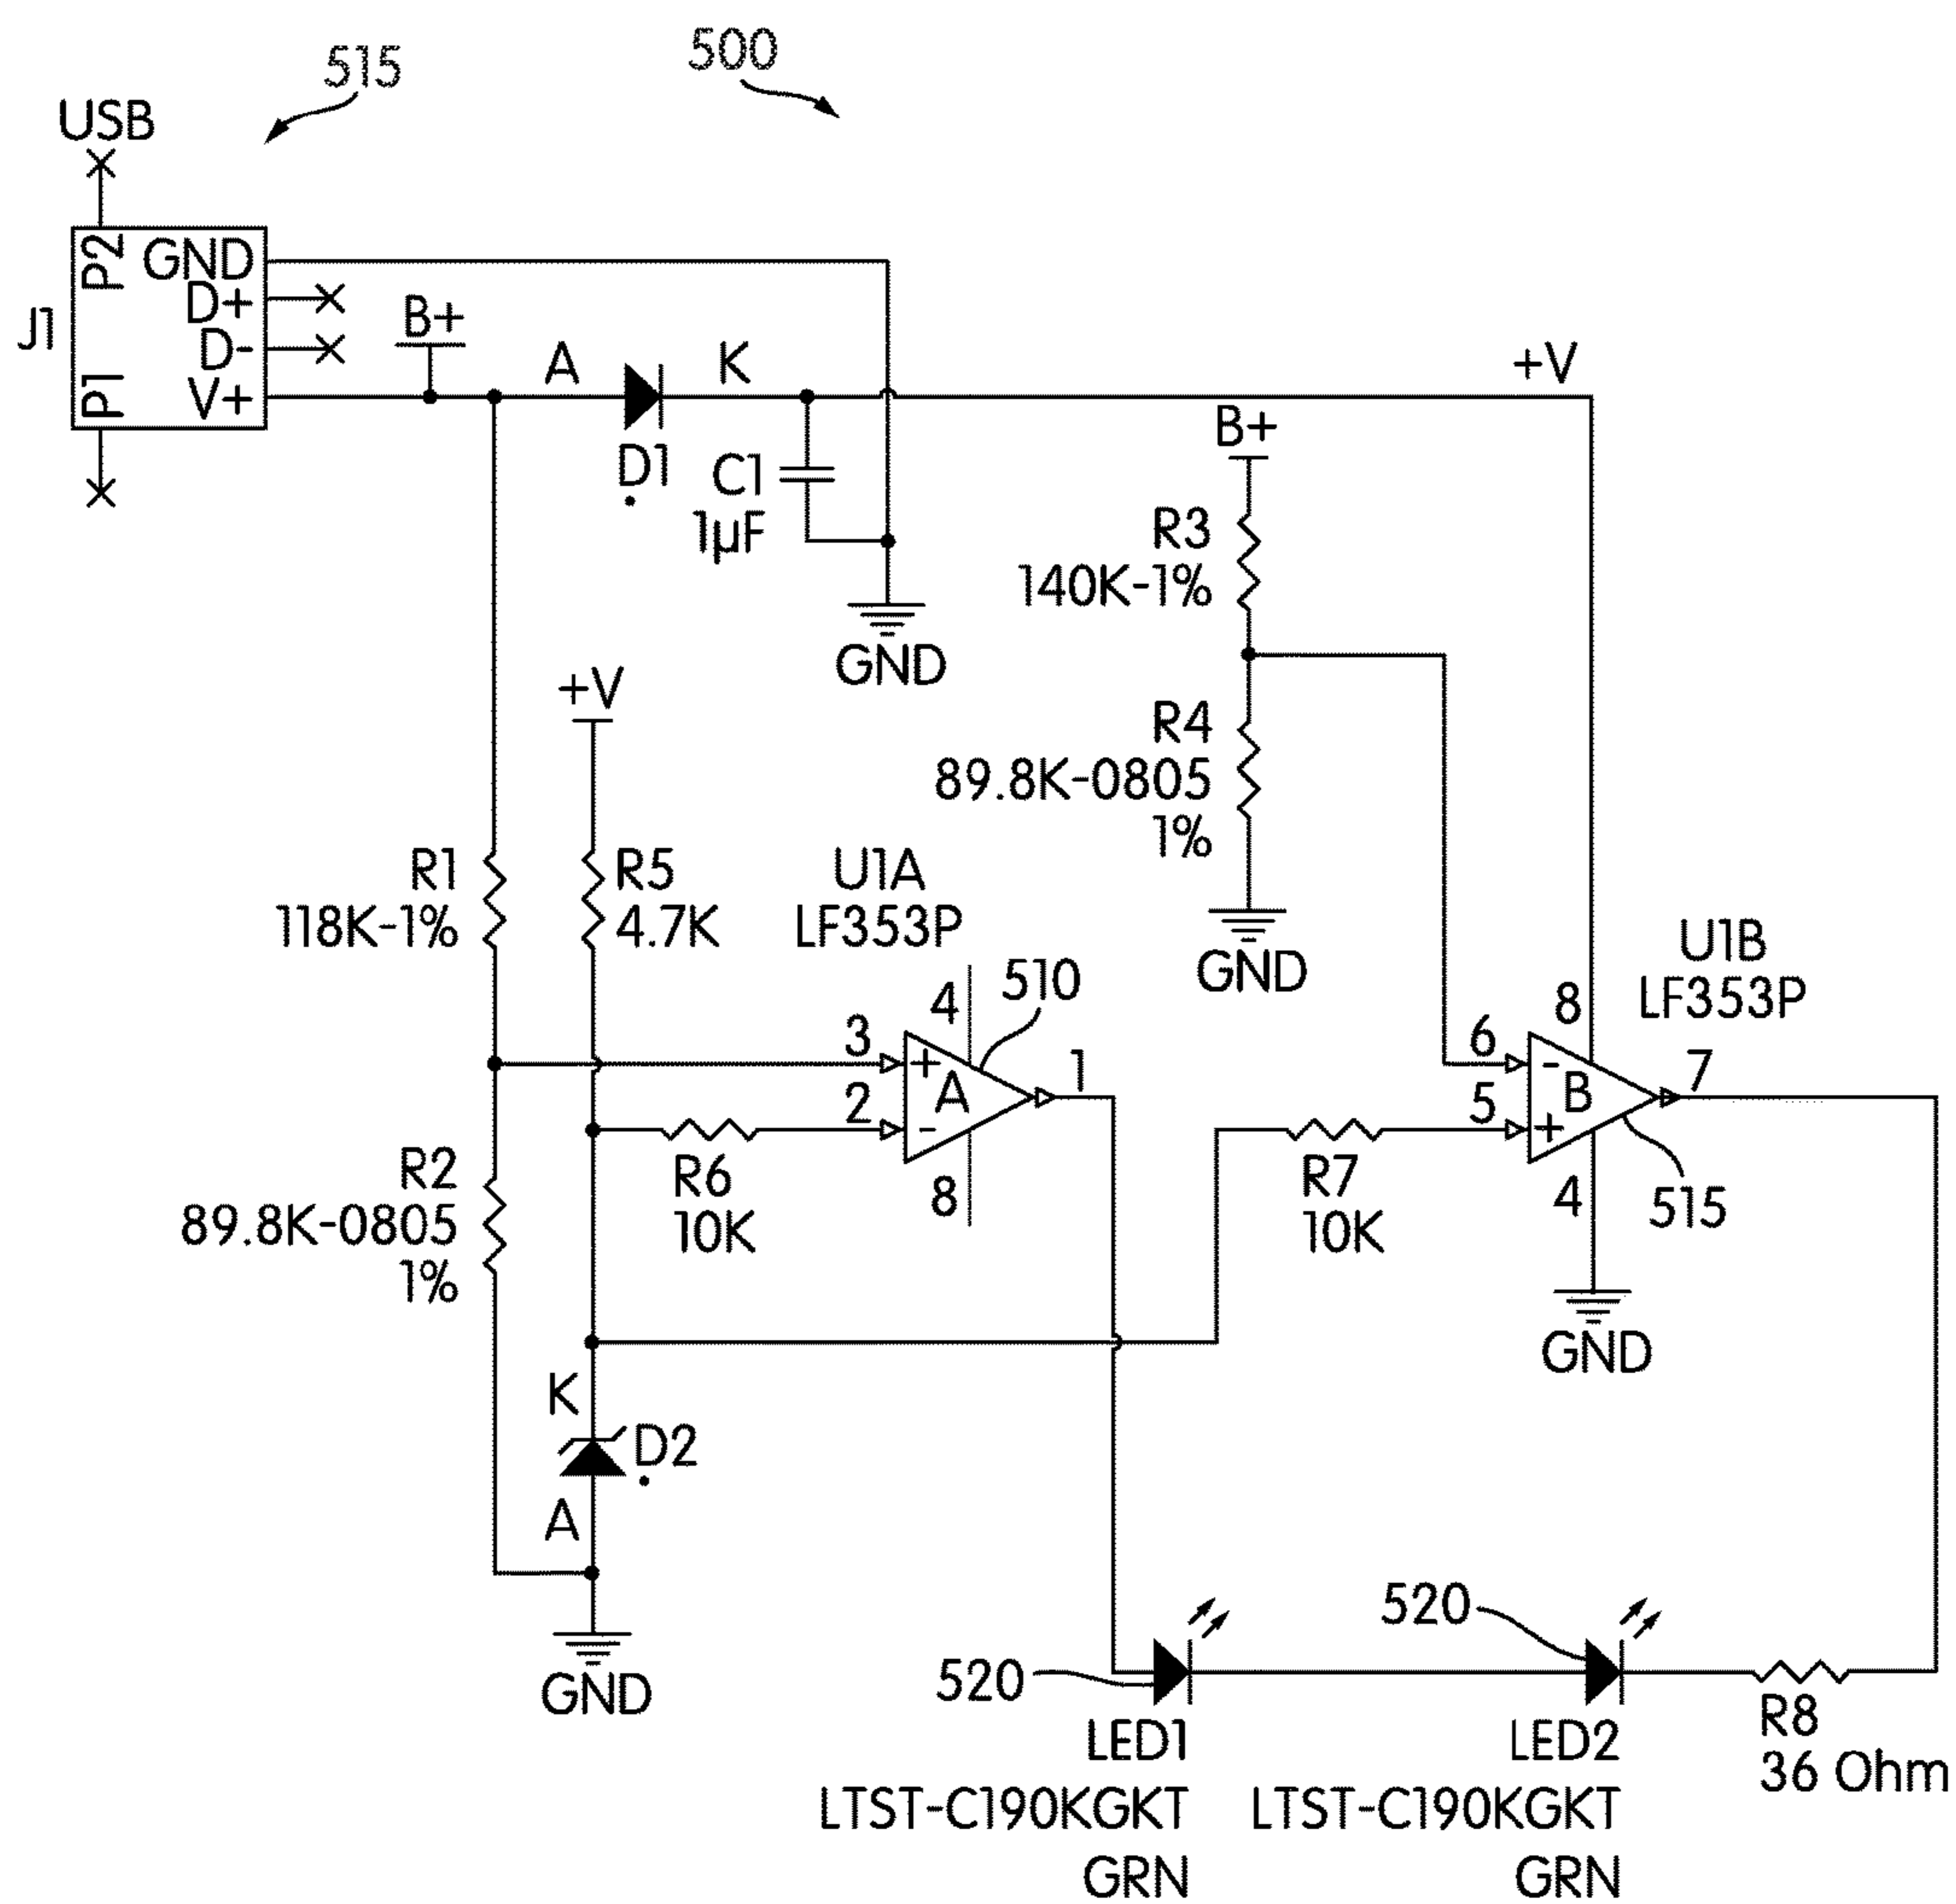 515
500
USB
J1
P2
P1
GND
D+
D-
V+
B+
A
K
D1
C1
1µF
GND
+V
B+
R3
140K-1%
R4
89.8K-0805
1%
GND
+V
R1
118K-1%
R5
4.7K
U1A
LF353P
510
4
3
+
A
2
-
8
1
R6
10K
R2
89.8K-0805
1%
U1B
LF353P
8
6
-
B
5
+
4
7
515
R7
10K
GND
K
D2
A
GND
520
LED1
LTST-C190KGKT
GRN
520
LED2
LTST-C190KGKT
GRN
R8
36 Ohm